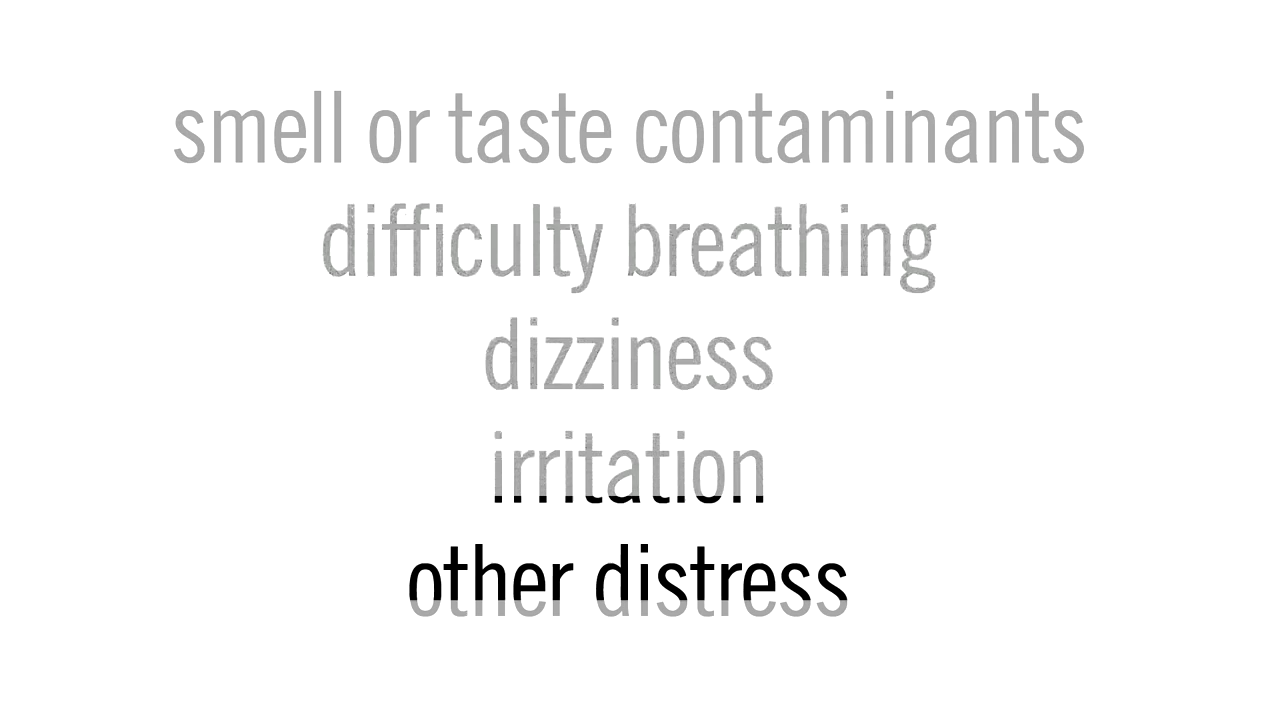 smell or taste contaminants
difficulty breathing
dizziness
irritation
other distress